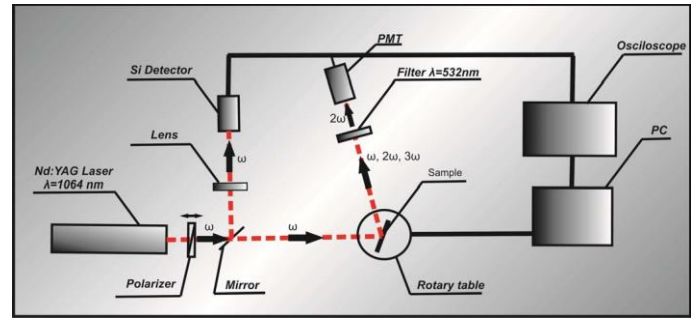 PMT
Osciloscope
Si Detector
Filter λ=532nm
2ω
Lens
ω
PC
ω, 2ω, 3ω
Nd:YAG Laser
λ=1064 nm
Sample
ω
ω
Polarizer
Mirror
Rotary table